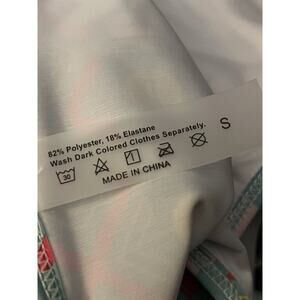 82% Polyester, 18% Elastane
Wash Dark Colored Clothes Separately.
S
30
MADE IN CHINA